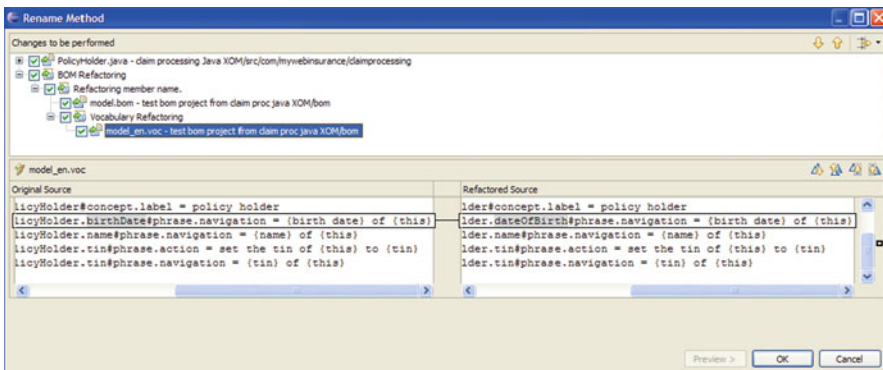 Rename Method
Changes to be performed
PolicyHolder.java - claim processing Java XOM/src/com/mywebinsurance/claimprocessing
BOM Refactoring
Refactoring member name.
model.bom - test bom project from claim proc java XOM/bom
Vocabulary Refactoring
model_en.voc - test bom project from claim proc java XOM/bom
model_en.voc
Original Source
Refactored Source
licyHolder#concept.label = policy holder
licyHolder.birthDate#phrase.navigation = {birth date} of {this}
licyHolder.name#phrase.navigation = {name} of {this}
licyHolder.tin#phrase.action = set the tin of {this} to {tin}
licyHolder.tin#phrase.navigation = {tin} of {this}
lder#concept.label = policy holder
lder.dateOfBirth#phrase.navigation = {birth date} of {this}
lder.name#phrase.navigation = {name} of {this}
lder.tin#phrase.action = set the tin of {this} to {tin}
lder.tin#phrase.navigation = {tin} of {this}
Preview >
OK
Cancel